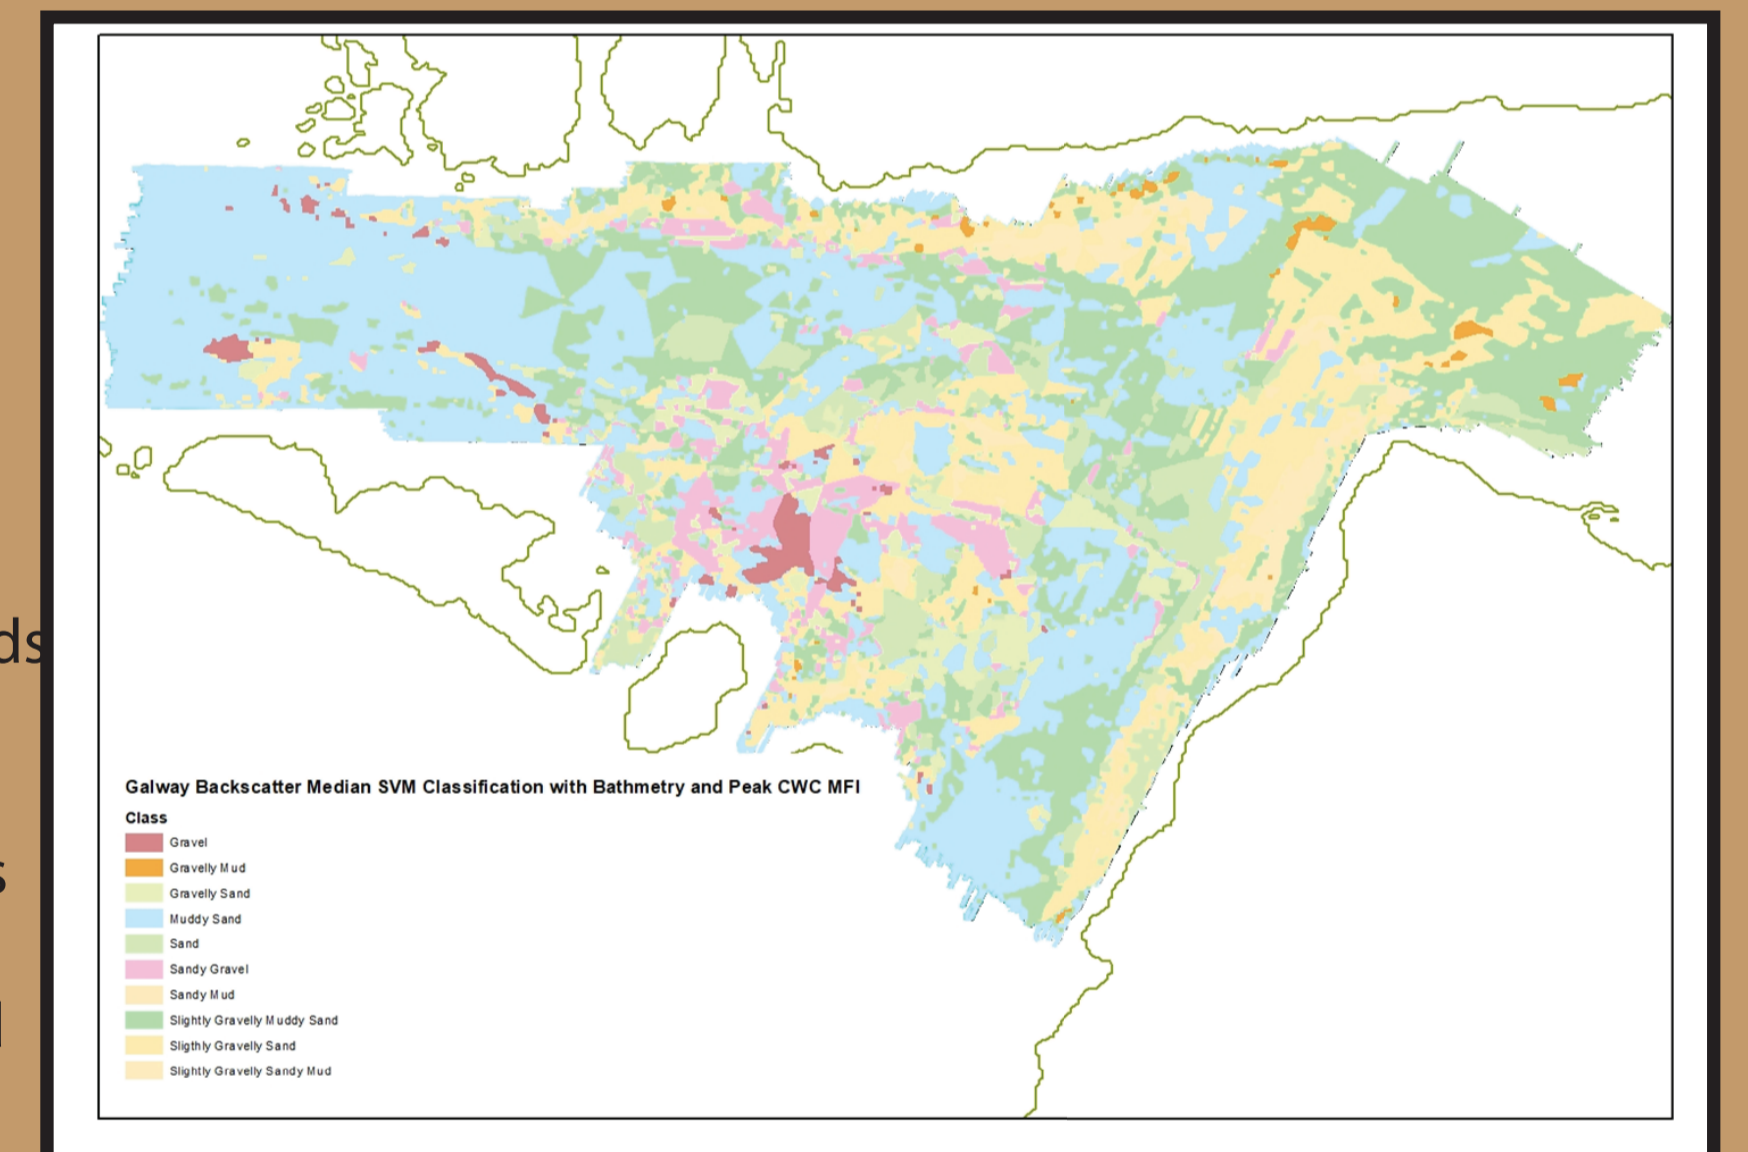 ds
s
Galway Backscatter Median SVM Classification with Bathmetry and Peak CWC MFI
Class
Gravel
Gravelly Mud
Gravelly Sand
Muddy Sand
Sand
Sandy Gravel
Sandy Mud
Slightly Gravelly Muddy Sand
Sligthly Gravelly Sand
Slightly Gravelly Sandy Mud